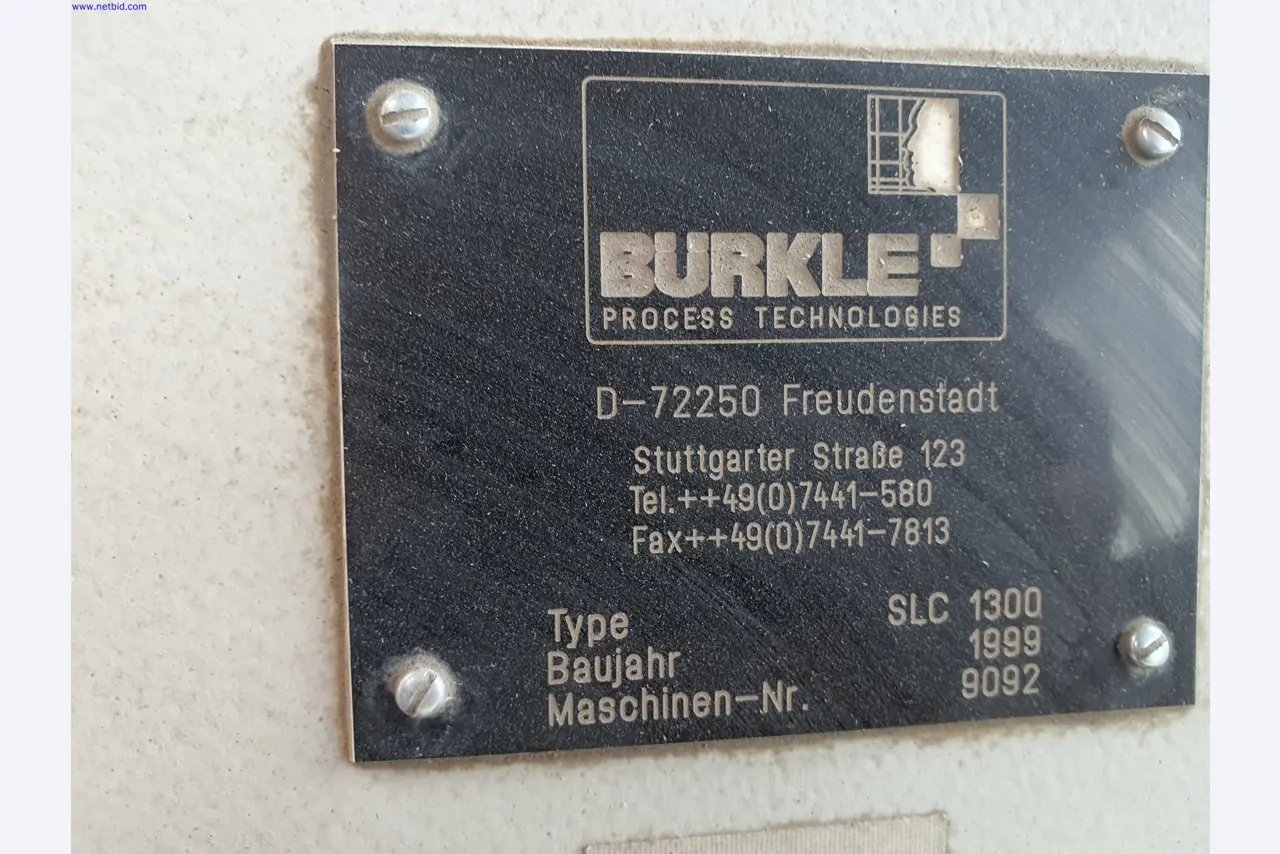 www.netbid.com
BÜRKLE
PROCESS TECHNOLOGIES
D-72250 Freudenstadt
Stuttgarter Straße 123
Tel.++49(0)7441-580
Fax++49(0)7441-7813
Type SLC 1300
Baujahr 1999
Maschinen-Nr. 9092